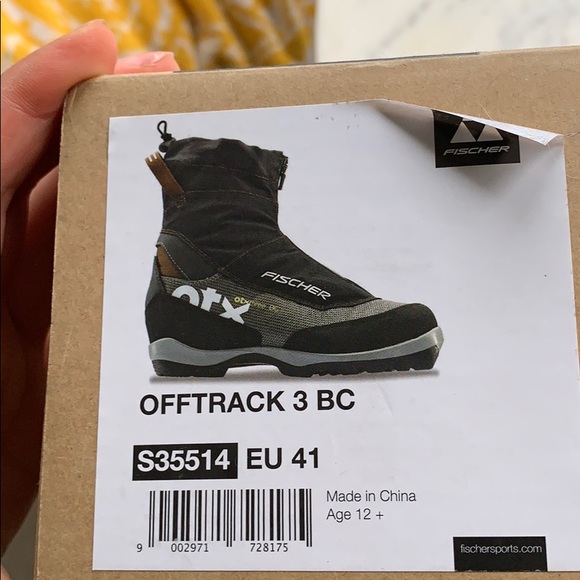 FISCHER
FISCHER
otx
OFFTRACK 3 BC
S35514 EU 41
Made in China
Age 12 +
9 002971 728175
fischersports.com